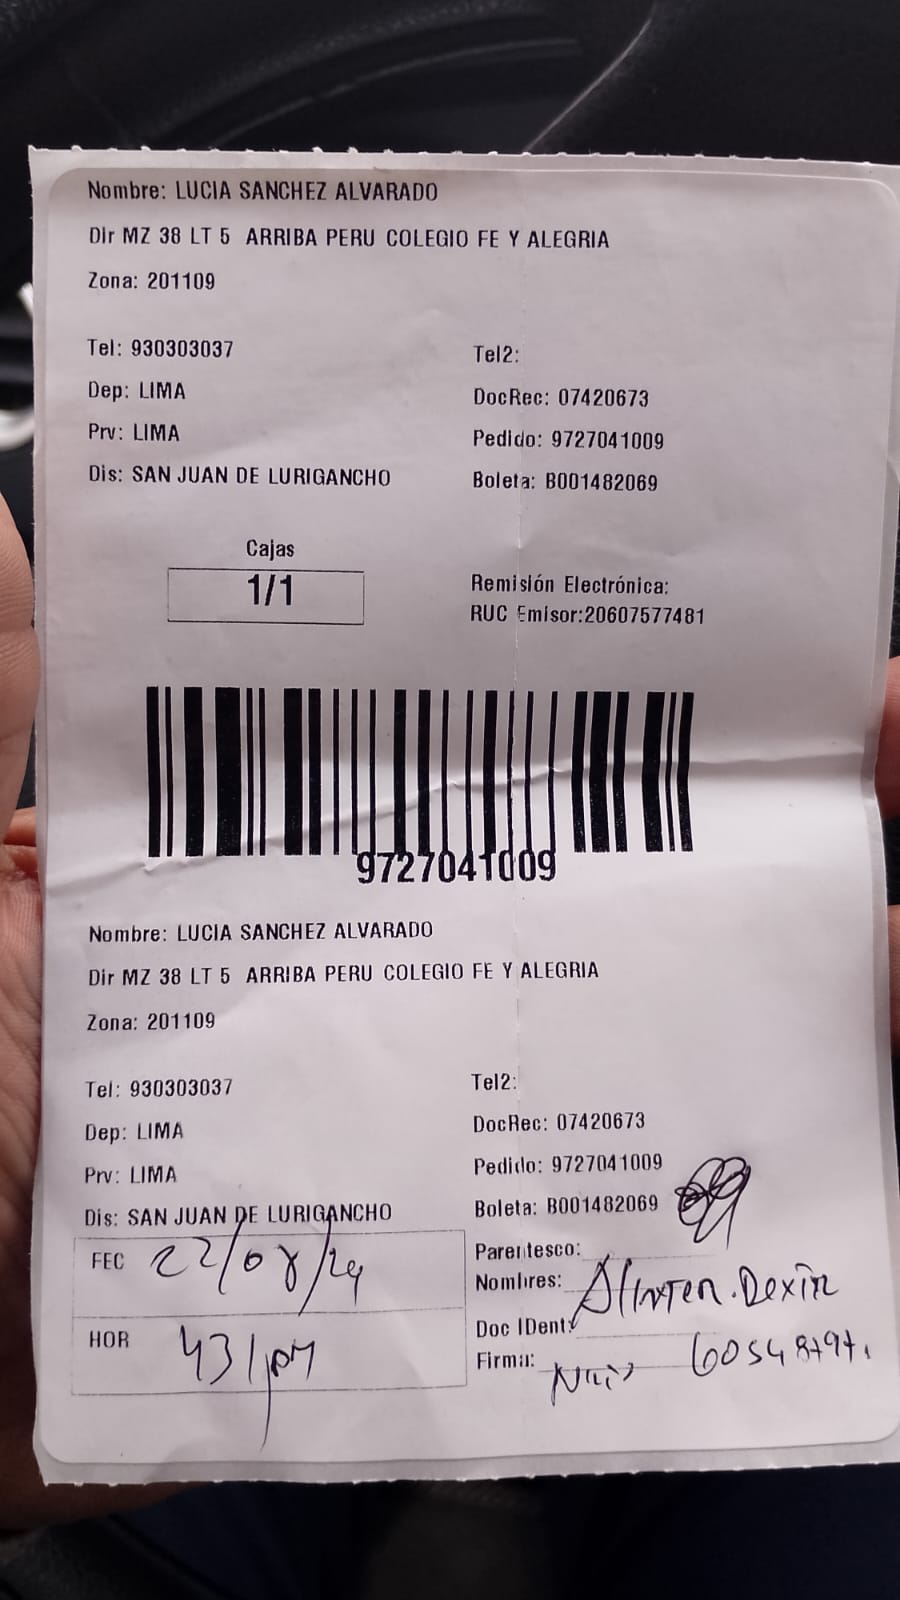 Nombre: LUCIA SANCHEZ ALVARADO
Dir MZ 38 LT 5 ARRIBA PERU COLEGIO FE Y ALEGRIA
Zona: 201109
Tel: 930303037 Tel2:
Dep: LIMA DocRec: 07420673
Prv: LIMA Pedido: 9727041009
Dis: SAN JUAN DE LURIGANCHO Boleta: B001482069
Cajas
1/1
Remisión Electrónica:
RUC Emisor:20607577481
9727041009
Nombre: LUCIA SANCHEZ ALVARADO
Dir MZ 38 LT 5 ARRIBA PERU COLEGIO FE Y ALEGRIA
Zona: 201109
Tel: 930303037 Tel2:
Dep: LIMA DocRec: 07420673
Prv: LIMA Pedido: 9727041009
Dis: SAN JUAN DE LURIGANCHO Boleta: B001482069
FEC 22/08/24 Parentesco:
Nombres:
HOR 431pm Doc IDent:
Firma: